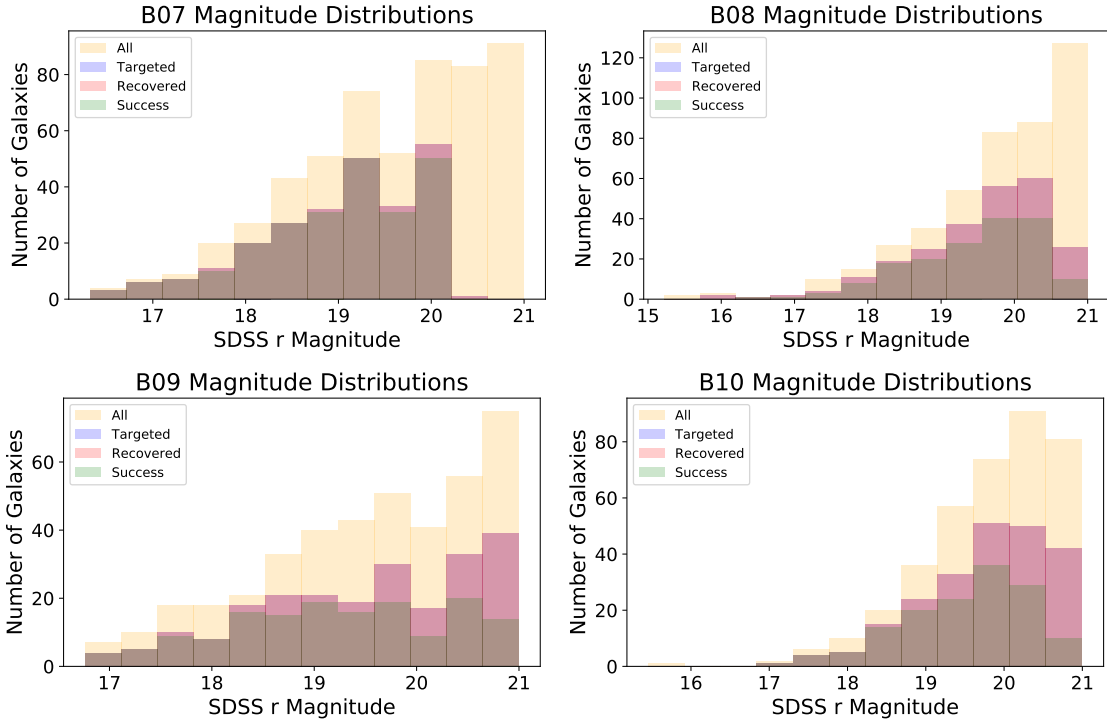 B07 Magnitude Distributions
All
Targeted
Recovered
Success
Number of Galaxies
0
20
40
60
80
17
18
19
20
21
SDSS r Magnitude
B08 Magnitude Distributions
All
Targeted
Recovered
Success
Number of Galaxies
0
20
40
60
80
100
120
15
16
17
18
19
20
21
SDSS r Magnitude
B09 Magnitude Distributions
All
Targeted
Recovered
Success
Number of Galaxies
0
20
40
60
17
18
19
20
21
SDSS r Magnitude
B10 Magnitude Distributions
All
Targeted
Recovered
Success
Number of Galaxies
0
20
40
60
80
16
17
18
19
20
21
SDSS r Magnitude